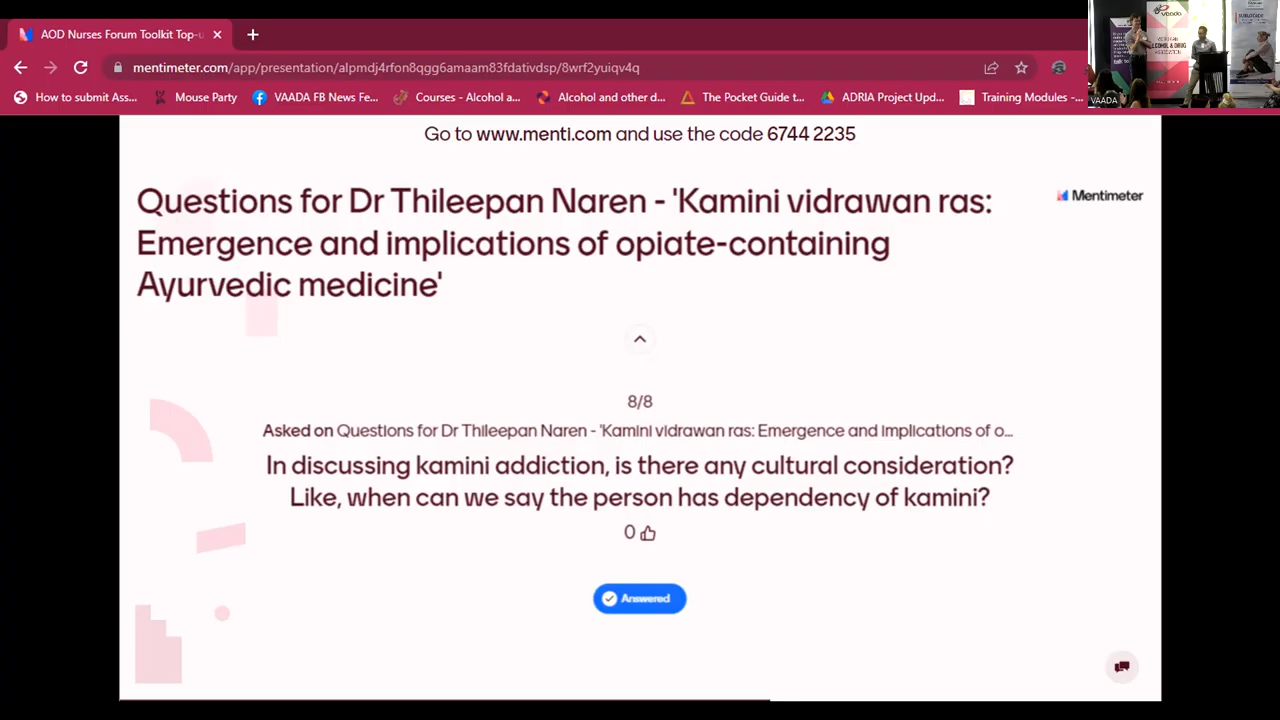 AOD Nurses Forum Toolkit Top-u
mentimeter.com/app/presentation/alpmdj4rfon8qgg6amaam83fdativdsp/8wrf2yuiqv4q
How to submit Ass...
Mouse Party
VAADA FB News Fe...
Courses - Alcohol a...
Alcohol and other d...
The Pocket Guide t...
ADRIA Project Upd...
Training Modules -...
vaada
ALCOHOL & DRUG
SUBLOCADE
VAADA
Go to www.menti.com and use the code 6744 2235
Questions for Dr Thileepan Naren - 'Kamini vidrawan ras:
Emergence and implications of opiate-containing
Ayurvedic medicine'
Mentimeter
8/8
Asked on Questions for Dr Thileepan Naren - 'Kamini vidrawan ras: Emergence and implications of o...
In discussing kamini addiction, is there any cultural consideration?
Like, when can we say the person has dependency of kamini?
0
Answered